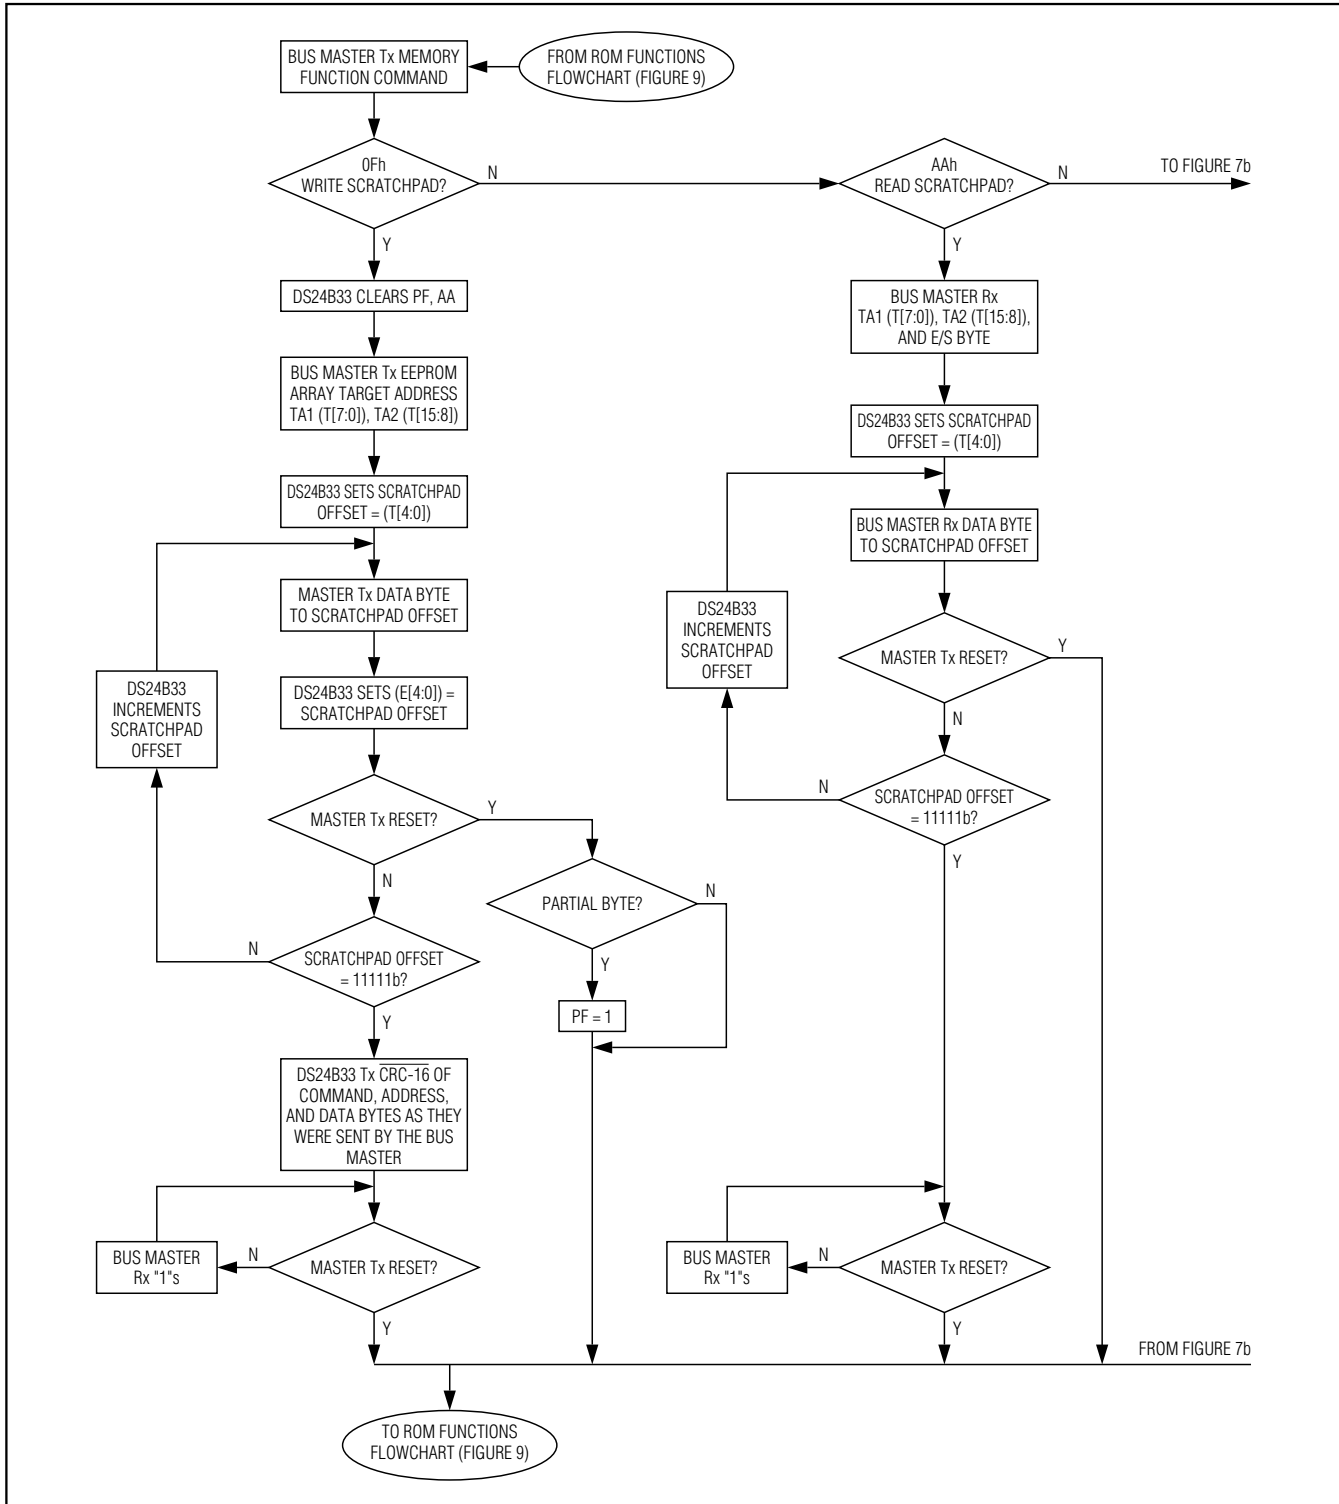 BUS MASTER Tx MEMORY
FUNCTION COMMAND
FROM ROM FUNCTIONS
FLOWCHART (FIGURE 9)
0Fh
WRITE SCRATCHPAD?
N
Y
AAh
READ SCRATCHPAD?
N
Y
TO FIGURE 7b
DS24B33 CLEARS PF, AA
BUS MASTER Tx EEPROM
ARRAY TARGET ADDRESS
TA1 (T[7:0]), TA2 (T[15:8])
DS24B33 SETS SCRATCHPAD
OFFSET = (T[4:0])
MASTER Tx DATA BYTE
TO SCRATCHPAD OFFSET
DS24B33
INCREMENTS
SCRATCHPAD
OFFSET
DS24B33 SETS (E[4:0]) =
SCRATCHPAD OFFSET
MASTER Tx RESET?
Y
N
PARTIAL BYTE?
N
Y
PF = 1
SCRATCHPAD OFFSET
= 11111b?
N
Y
DS24B33 Tx CRC-16 OF
COMMAND, ADDRESS,
AND DATA BYTES AS THEY
WERE SENT BY THE BUS
MASTER
BUS MASTER
Rx "1"s
N
MASTER Tx RESET?
Y
BUS MASTER Rx
TA1 (T[7:0]), TA2 (T[15:8]),
AND E/S BYTE
DS24B33 SETS SCRATCHPAD
OFFSET = (T[4:0])
BUS MASTER Rx DATA BYTE
TO SCRATCHPAD OFFSET
DS24B33
INCREMENTS
SCRATCHPAD
OFFSET
MASTER Tx RESET?
Y
N
SCRATCHPAD OFFSET
= 11111b?
N
Y
BUS MASTER
Rx "1"s
N
MASTER Tx RESET?
Y
FROM FIGURE 7b
TO ROM FUNCTIONS
FLOWCHART (FIGURE 9)